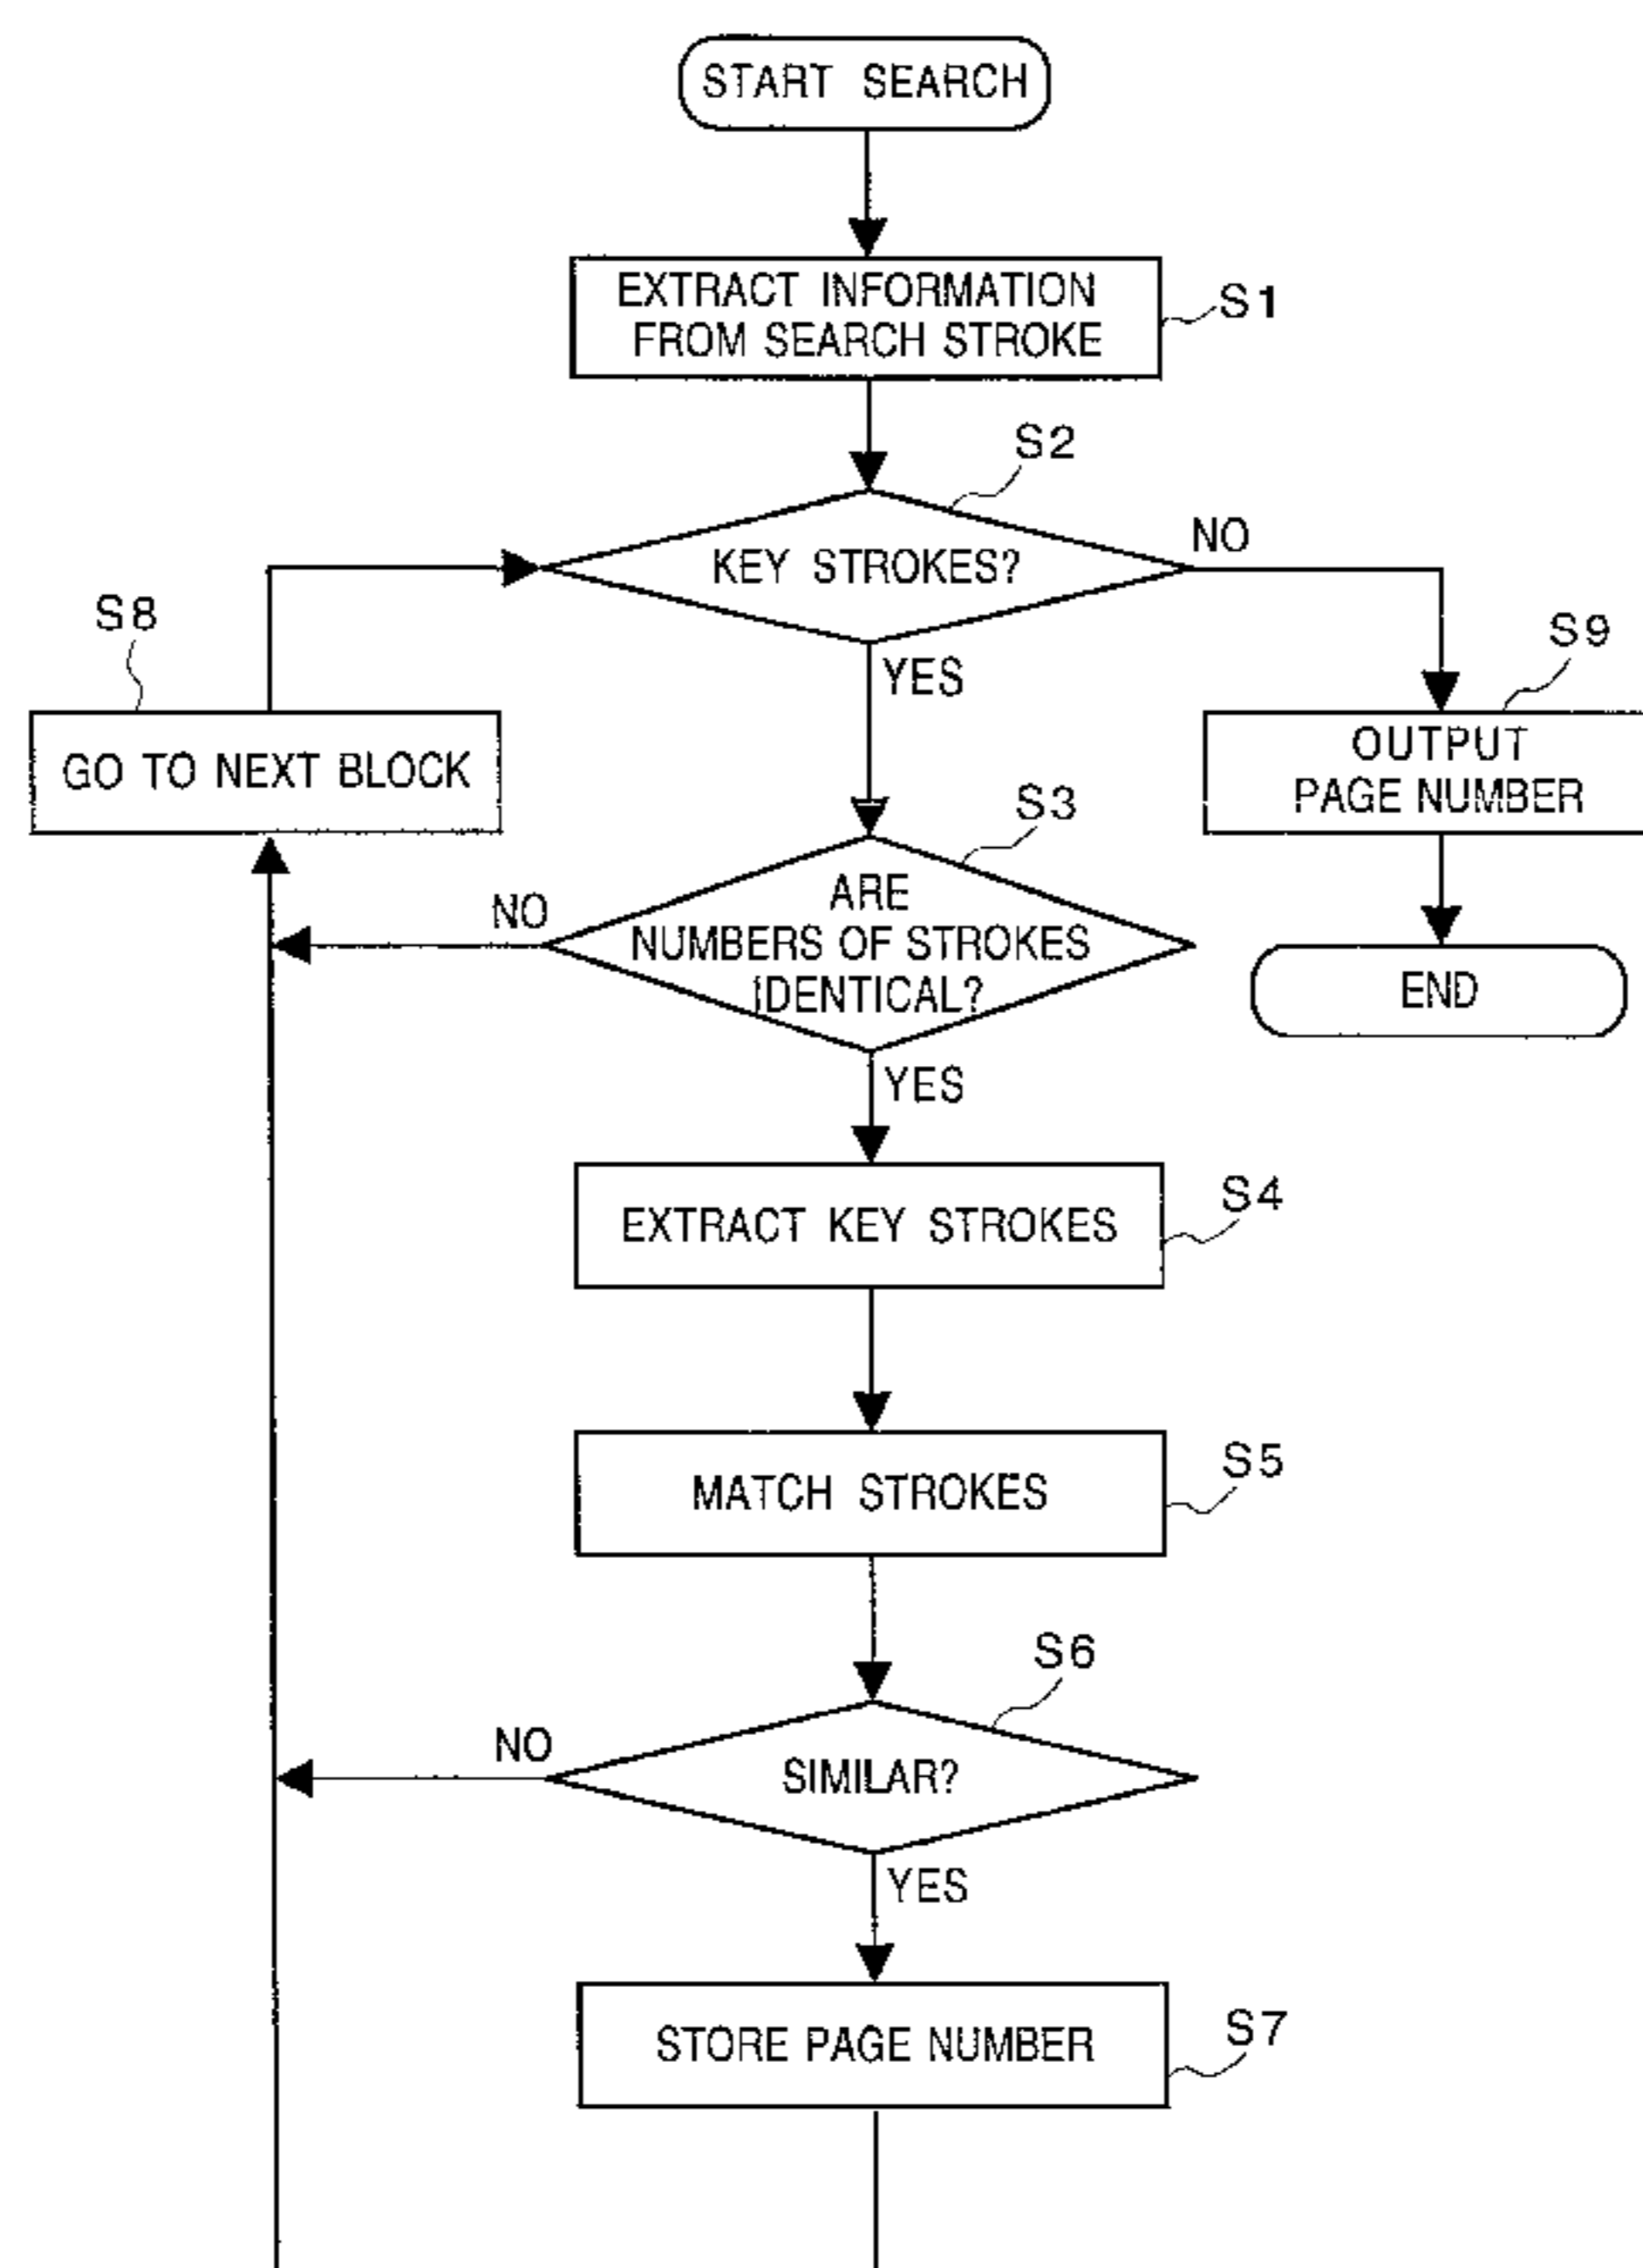 START SEARCH
EXTRACT INFORMATION
FROM SEARCH STROKE
S1
S2
KEY STROKES?
NO
YES
S8
GO TO NEXT BLOCK
S9
OUTPUT
PAGE NUMBER
END
S3
ARE
NUMBERS OF STROKES
IDENTICAL?
NO
YES
EXTRACT KEY STROKES
S4
MATCH STROKES
S5
S6
SIMILAR?
NO
YES
STORE PAGE NUMBER
S7